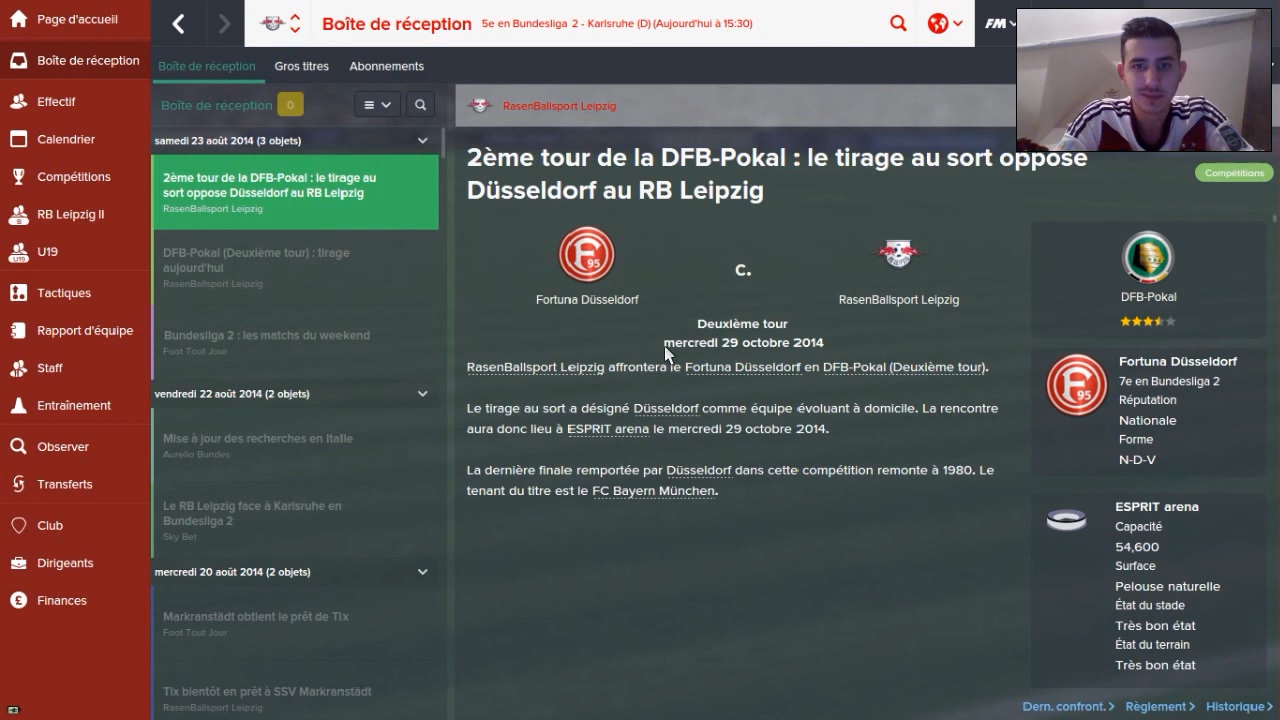 Page d'accueil
Boîte de réception
Effectif
Calendrier
Compétitions
RB Leipzig II
U19
Tactiques
Rapport d'équipe
Staff
Entraînement
Observer
Transferts
Club
Dirigeants
Finances
Boîte de réception
5e en Bundesliga 2 - Karlsruhe (D) (Aujourd'hui à 15:30)
FM
Boîte de réception
Gros titres
Abonnements
Boîte de réception
0
samedi 23 août 2014 (3 objets)
2ème tour de la DFB-Pokal : le tirage au
sort oppose Düsseldorf au RB Leipzig
RasenBallsport Leipzig
DFB-Pokal (Deuxième tour) : tirage
aujourd'hui
RasenBallsport Leipzig
Bundesliga 2 : les matchs du weekend
Foot Tout Jour
vendredi 22 août 2014 (2 objets)
Mise à jour des recherches en Italie
Aurelio Bundes
Le RB Leipzig face à Karlsruhe en
Bundesliga 2
Sky Bet
mercredi 20 août 2014 (2 objets)
Markranstädt obtient le prêt de Tix
Foot Tout Jour
Tix bientôt en prêt à SSV Markranstädt
RasenBallsport Leipzig
RasenBallsport Leipzig
2ème tour de la DFB-Pokal : le tirage au sort oppose
Düsseldorf au RB Leipzig
Compétitions
F95
c.
Fortuna Düsseldorf
RasenBallsport Leipzig
Deuxième tour
mercredi 29 octobre 2014
RasenBallsport Leipzig affrontera le Fortuna Düsseldorf en DFB-Pokal (Deuxième tour).
Le tirage au sort a désigné Düsseldorf comme équipe évoluant à domicile. La rencontre
aura donc lieu à ESPRIT arena le mercredi 29 octobre 2014.
La dernière finale remportée par Düsseldorf dans cette compétition remonte à 1980. Le
tenant du titre est le FC Bayern München.
DFB-Pokal
F95
Fortuna Düsseldorf
7e en Bundesliga 2
Réputation
Nationale
Forme
N-D-V
ESPRIT arena
Capacité
54,600
Surface
Pelouse naturelle
État du stade
Très bon état
État du terrain
Très bon état
Dern. confront.
Règlement
Historique